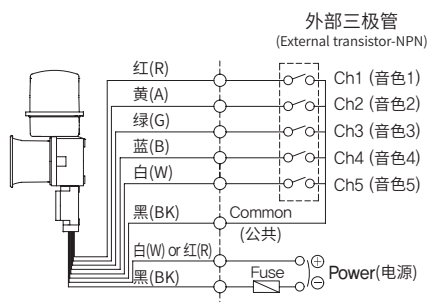 外部三极管
(External transistor-NPN)
红(R)
Ch1 (音色1)
黄(A)
Ch2 (音色2)
绿(G)
Ch3 (音色3)
蓝(B)
Ch4 (音色4)
白(W)
Ch5 (音色5)
黑(BK)
Common
(公共)
白(W) or 红(R)
Fuse
Power(电源)
黑(BK)